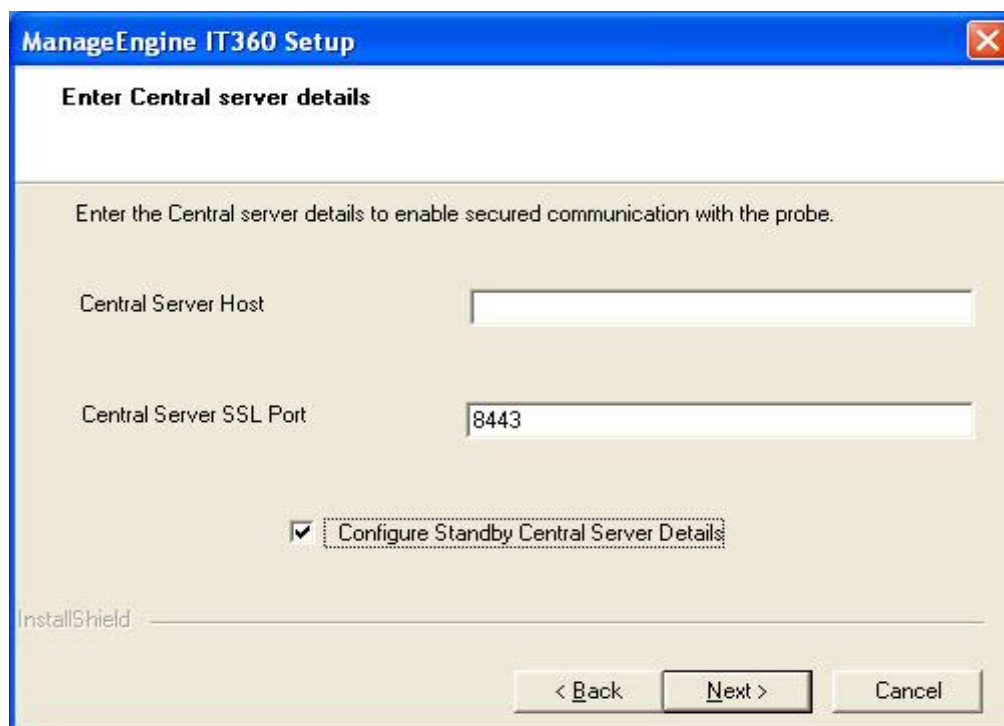 ManageEngine IT360 Setup
Enter Central server details
Enter the Central server details to enable secured communication with the probe.
Central Server Host
Central Server SSL Port
8443
Configure Standby Central Server Details
InstallShield
< Back
Next >
Cancel